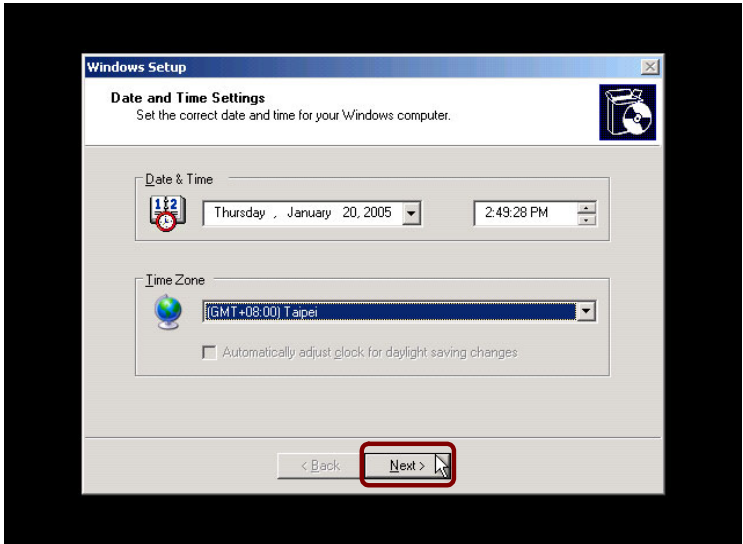 Windows Setup
Date and Time Settings
Set the correct date and time for your Windows computer.
Date & Time
1 2
Thursday , January 20, 2005
2:49:28 PM
Time Zone
(GMT+08:00) Taipei
Automatically adjust clock for daylight saving changes
< Back
Next >